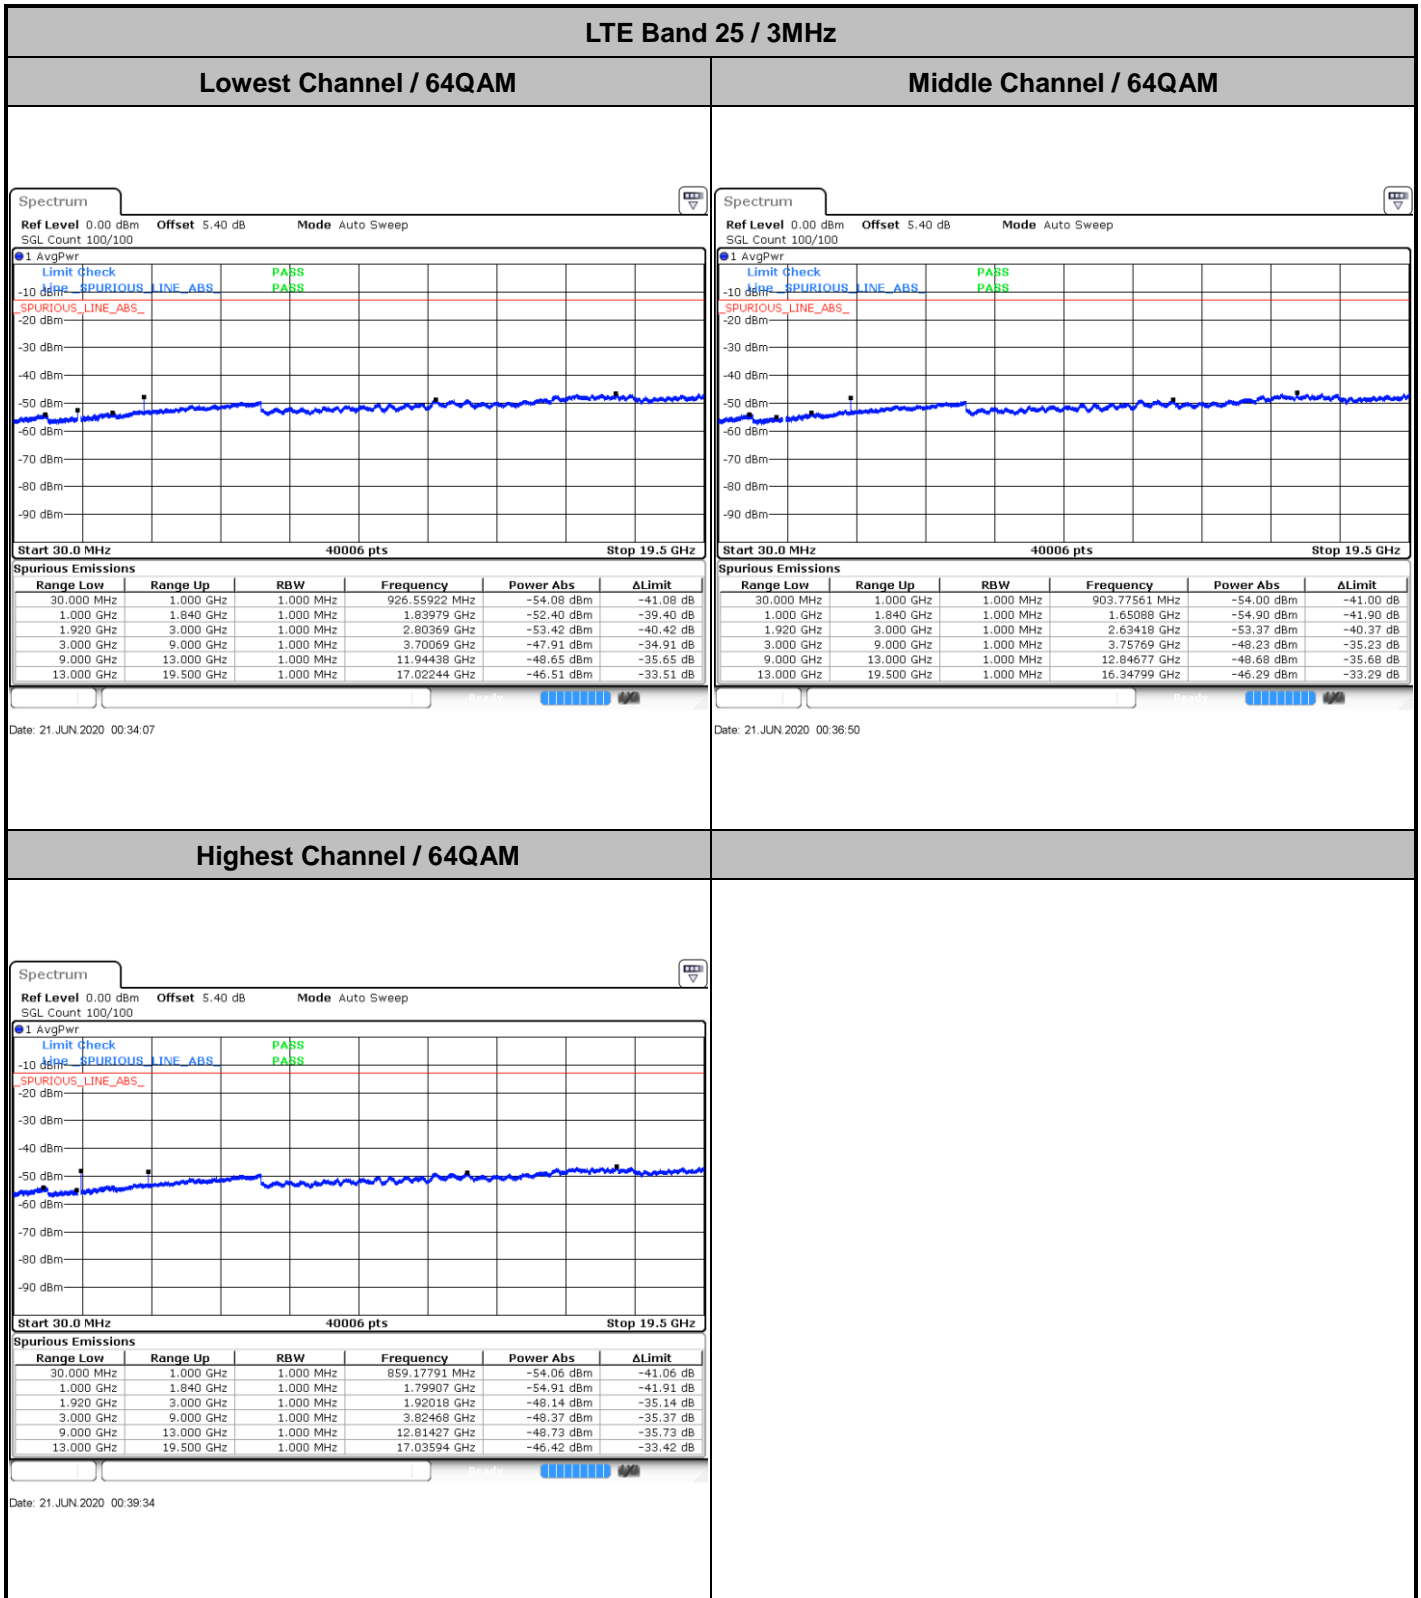 LTE Band 25 / 3MHz
Lowest Channel / 64QAM
Middle Channel / 64QAM
Spectrum
Ref Level 0.00 dBm Offset 5.40 dB Mode Auto Sweep
SGL Count 100/100
1 AvgPwr
Limit Check PASS
Line _SPURIOUS_LINE_ABS_ PASS
-10 dBm
_SPURIOUS_LINE_ABS_
-20 dBm
-30 dBm
-40 dBm
-50 dBm
-60 dBm
-70 dBm
-80 dBm
-90 dBm
Start 30.0 MHz 40006 pts Stop 19.5 GHz
Spurious Emissions
Range Low Range Up RBW Frequency Power Abs ΔLimit
30.000 MHz 1.000 GHz 1.000 MHz 926.55922 MHz -54.08 dBm -41.08 dB
1.000 GHz 1.840 GHz 1.000 MHz 1.83979 GHz -52.40 dBm -39.40 dB
1.920 GHz 3.000 GHz 1.000 MHz 2.80369 GHz -53.42 dBm -40.42 dB
3.000 GHz 9.000 GHz 1.000 MHz 3.70069 GHz -47.91 dBm -34.91 dB
9.000 GHz 13.000 GHz 1.000 MHz 11.94438 GHz -48.65 dBm -35.65 dB
13.000 GHz 19.500 GHz 1.000 MHz 17.02244 GHz -46.51 dBm -33.51 dB
Ready
Date: 21.JUN.2020 00:34:07
Spectrum
Ref Level 0.00 dBm Offset 5.40 dB Mode Auto Sweep
SGL Count 100/100
1 AvgPwr
Limit Check PASS
Line _SPURIOUS_LINE_ABS_ PASS
-10 dBm
_SPURIOUS_LINE_ABS_
-20 dBm
-30 dBm
-40 dBm
-50 dBm
-60 dBm
-70 dBm
-80 dBm
-90 dBm
Start 30.0 MHz 40006 pts Stop 19.5 GHz
Spurious Emissions
Range Low Range Up RBW Frequency Power Abs ΔLimit
30.000 MHz 1.000 GHz 1.000 MHz 903.77561 MHz -54.00 dBm -41.00 dB
1.000 GHz 1.840 GHz 1.000 MHz 1.65088 GHz -54.90 dBm -41.90 dB
1.920 GHz 3.000 GHz 1.000 MHz 2.63418 GHz -53.37 dBm -40.37 dB
3.000 GHz 9.000 GHz 1.000 MHz 3.75769 GHz -48.23 dBm -35.23 dB
9.000 GHz 13.000 GHz 1.000 MHz 12.84677 GHz -48.68 dBm -35.68 dB
13.000 GHz 19.500 GHz 1.000 MHz 16.34799 GHz -46.29 dBm -33.29 dB
Ready
Date: 21.JUN.2020 00:36:50
Highest Channel / 64QAM
Spectrum
Ref Level 0.00 dBm Offset 5.40 dB Mode Auto Sweep
SGL Count 100/100
1 AvgPwr
Limit Check PASS
Line _SPURIOUS_LINE_ABS_ PASS
-10 dBm
_SPURIOUS_LINE_ABS_
-20 dBm
-30 dBm
-40 dBm
-50 dBm
-60 dBm
-70 dBm
-80 dBm
-90 dBm
Start 30.0 MHz 40006 pts Stop 19.5 GHz
Spurious Emissions
Range Low Range Up RBW Frequency Power Abs ΔLimit
30.000 MHz 1.000 GHz 1.000 MHz 859.17791 MHz -54.06 dBm -41.06 dB
1.000 GHz 1.840 GHz 1.000 MHz 1.79907 GHz -54.91 dBm -41.91 dB
1.920 GHz 3.000 GHz 1.000 MHz 1.92018 GHz -48.14 dBm -35.14 dB
3.000 GHz 9.000 GHz 1.000 MHz 3.82468 GHz -48.37 dBm -35.37 dB
9.000 GHz 13.000 GHz 1.000 MHz 12.81427 GHz -48.73 dBm -35.73 dB
13.000 GHz 19.500 GHz 1.000 MHz 17.03594 GHz -46.42 dBm -33.42 dB
Ready
Date: 21.JUN.2020 00:39:34